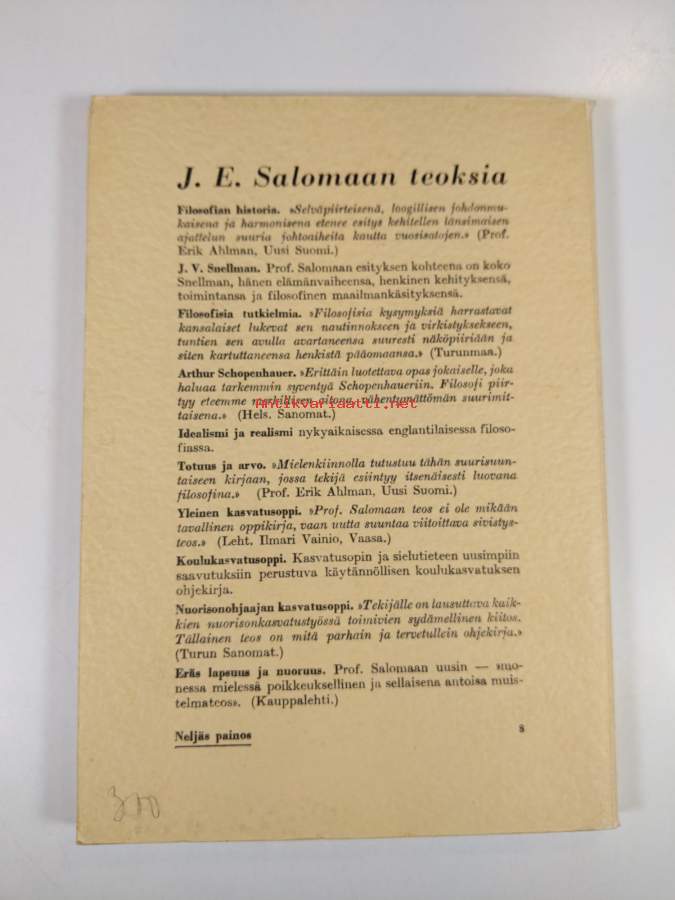 J. E. Salomaan teoksia
Filosofian historia. »Selväpiirteisenä, loogillisen johdonmu-
kaisena ja harmonisena etenee esitys kehitellen länsimaisen
ajattelun suuria johtoaiheita kautta vuosisatojen.» (Prof.
Erik Ahlman, Uusi Suomi.)
J. V. Snellman. Prof. Salomaan esityksen kohteena on koko
Snellman, hänen elämänvaiheensa, henkinen kehityksensä,
toimintansa ja filosofinen maailmankäsityksensä.
Filosofisia tutkielmia. »Filosofisia kysymyksiä harrastavat
kansalaiset lukevat sen nautinnokseen ja virkistyksekseen,
tuntien sen avulla avartaneensa suuresti näköpiiriään ja
siten kartuttaneensa henkistä pääomaansa.» (Turunmaa.)
Arthur Schopenhauer. »Erittäin luotettava opas jokaiselle, joka
haluaa tarkemmin syventyä Schopenhaueriin. Filosofi piir-
tyy eteemme merkillisen aitona, vähentymättömän suurimit-
taisena.» (Hels. Sanomat.)
Antikvariaatti.net
Idealismi ja realismi nykyaikaisessa englantilaisessa filoso-
fiassa.
Totuus ja arvo. »Mielenkiinnolla tutustuu tähän suurisuun-
taiseen kirjaan, jossa tekijä esiintyy itsenäisesti luovana
filosofina.» (Prof. Erik Ahlman, Uusi Suomi.)
Yleinen kasvatusoppi. »Prof. Salomaan teos ei ole mikään
tavallinen oppikirja, vaan uutta suuntaa viitoittava sivistys-
teos.» (Leht. Ilmari Vainio, Vaasa.)
Koulukasvatusoppi. Kasvatusopin ja sielutieteen uusimpiin
saavutuksiin perustuva käytännöllisen koulukasvatuksen
ohjekirja.
Nuorisonohjaajan kasvatusoppi. »Tekijälle on lausuttava kaik-
kien nuorisonkasvatustyössä toimivien sydämellinen kiitos.
Tällainen teos on mitä parhain ja tervetullein ohjekirja.»
(Turun Sanomat.)
Eräs lapsuus ja nuoruus. Prof. Salomaan uusin — »mo-
nessa mielessä poikkeuksellinen ja sellaisena antoisa muis-
telmateos». (Kauppalehti.)
Neljäs painos
8